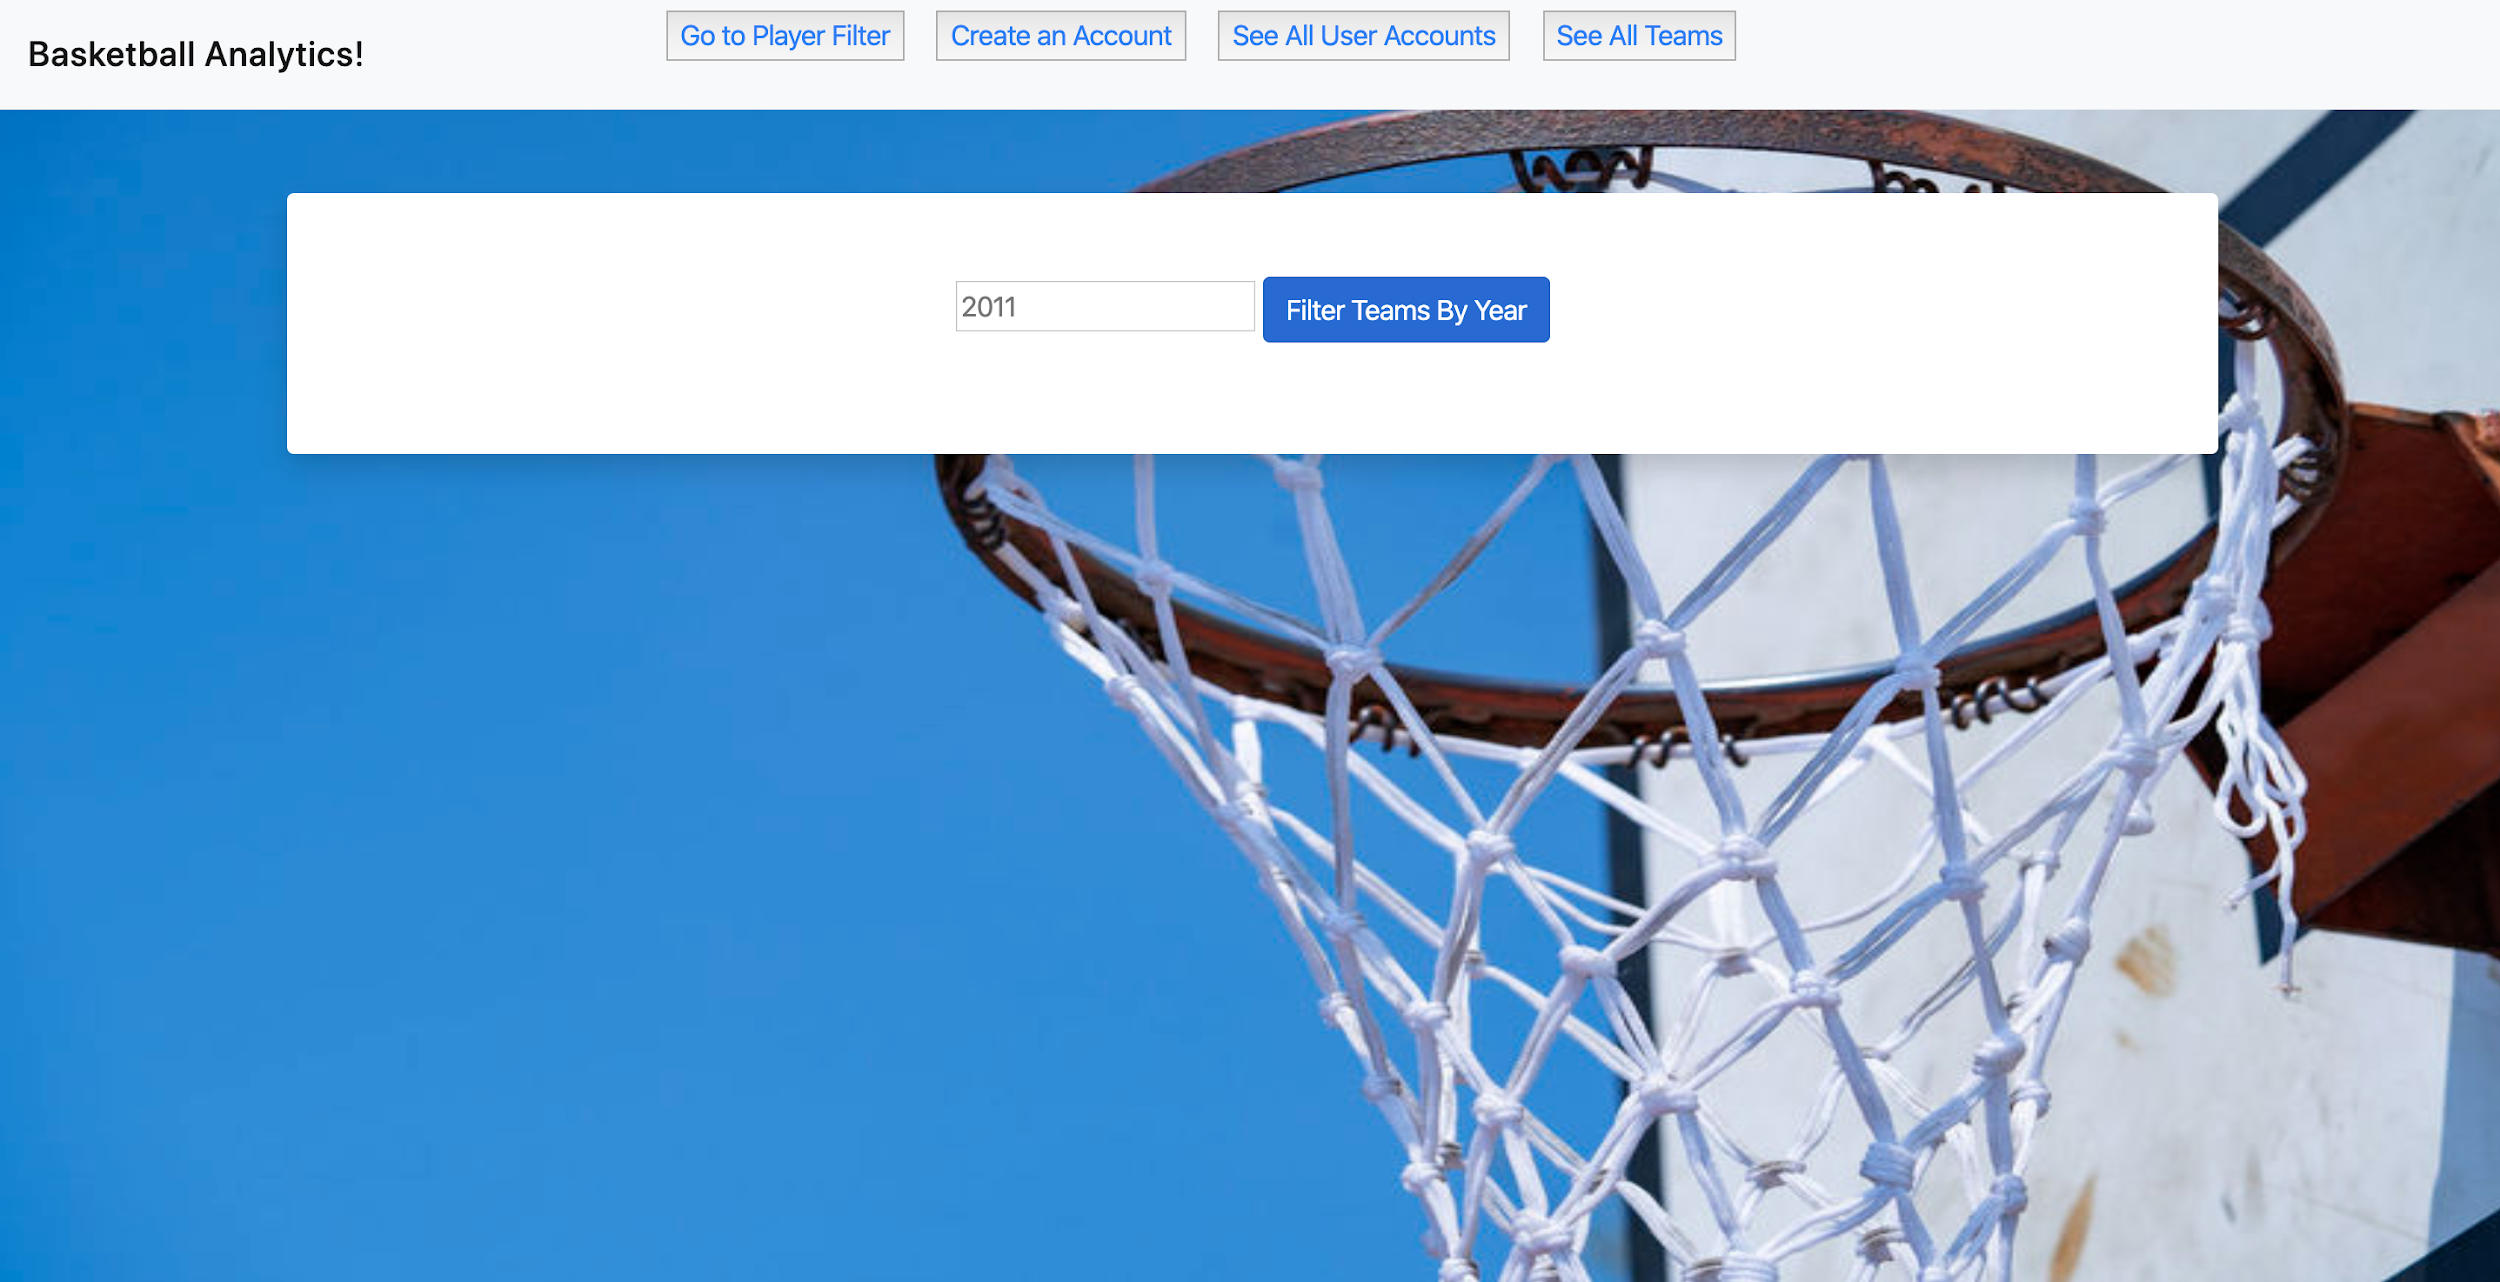 Basketball Analytics!
Go to Player Filter
Create an Account
See All User Accounts
See All Teams
2011
Filter Teams By Year